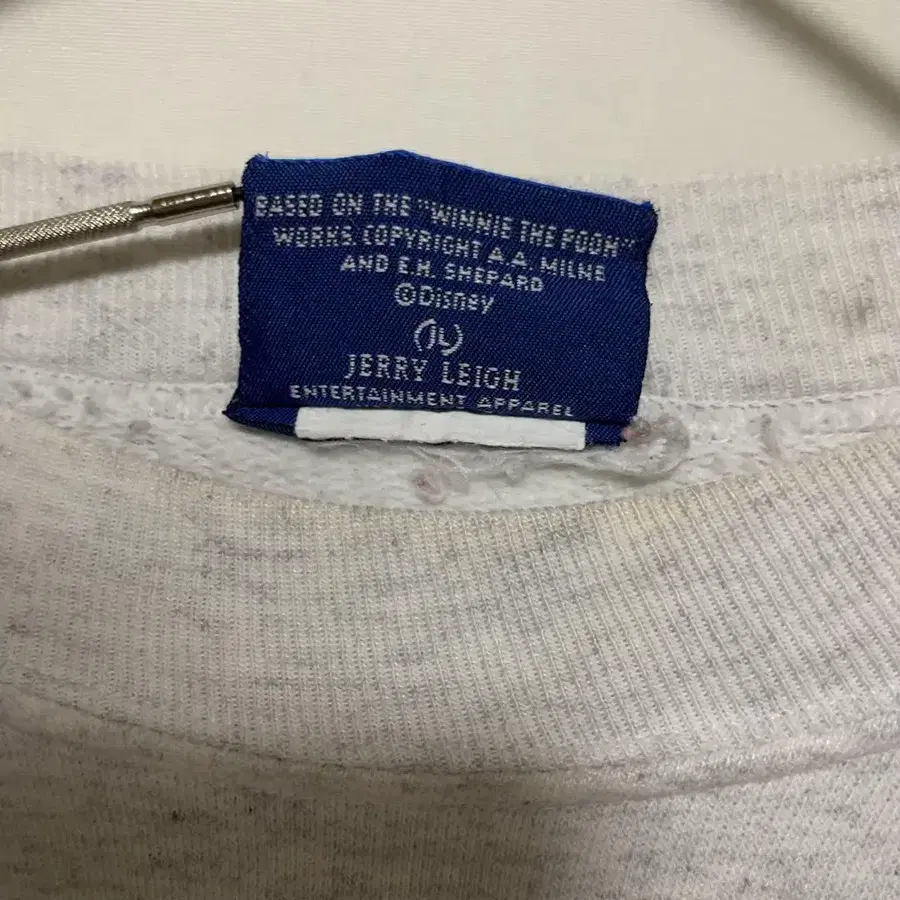 BASED ON THE "WINNIE THE POOH"
WORKS. COPYRIGHT A.A. MILNE
AND E.H. SHEPARD
©Disney
(JL)
JERRY LEIGH
ENTERTAINMENT APPAREL